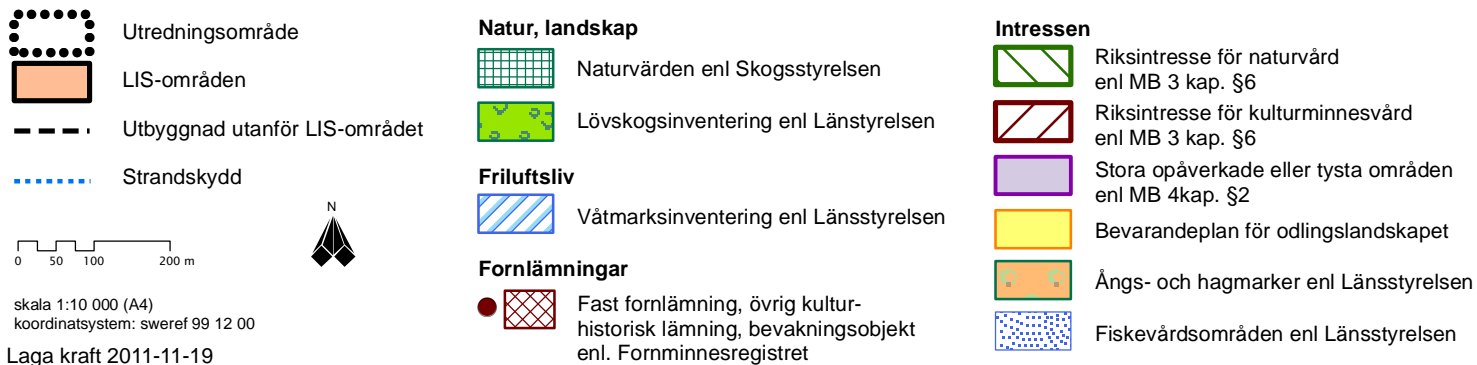 Utredningsområde
LIS-områden
Utbyggnad utanför LIS-området
Strandskydd
N
0 50 100 200 m
skala 1:10 000 (A4)
koordinatsystem: sweref 99 12 00
Laga kraft 2011-11-19
Natur, landskap
Naturvärden enl Skogsstyrelsen
Lövskogsinventering enl Länstyrelsen
Friluftsliv
Våtmarksinventering enl Länsstyrelsen
Fornlämningar
Fast fornlämning, övrig kultur-
historisk lämning, bevakningsobjekt
enl. Fornminnesregistret
Intressen
Riksintresse för naturvård
enl MB 3 kap. §6
Riksintresse för kulturminnesvård
enl MB 3 kap. §6
Stora opåverkade eller tysta områden
enl MB 4kap. §2
Bevarandeplan för odlingslandskapet
Ångs- och hagmarker enl Länsstyrelsen
Fiskevårdsområden enl Länsstyrelsen